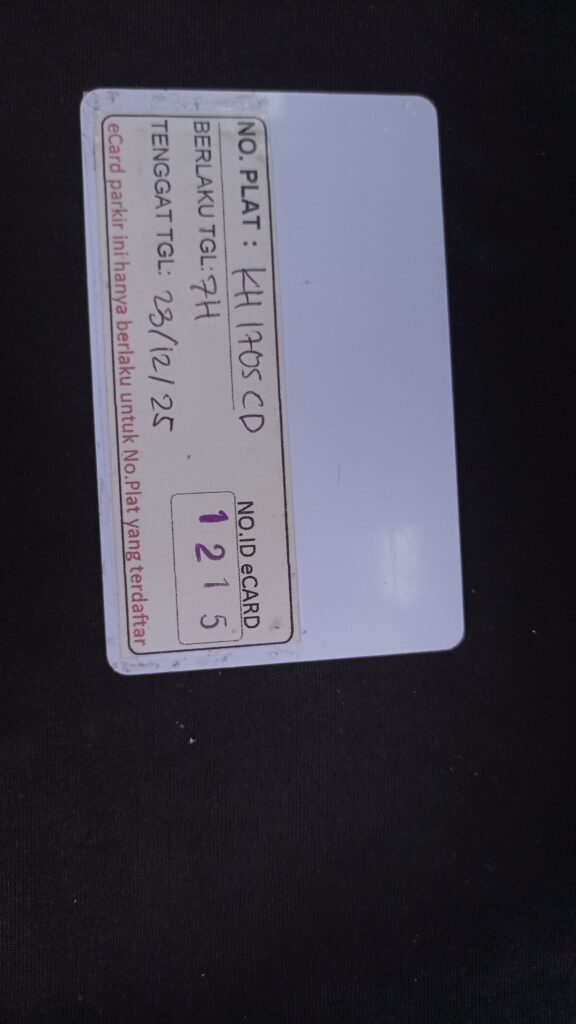 NO. PLAT : KH 1705 CD
BERLAKU TGL: 7H
TENGGAT TGL: 23/12/25
NO.ID eCARD
1215
eCard parkir ini hanya berlaku untuk No.Plat yang terdaftar